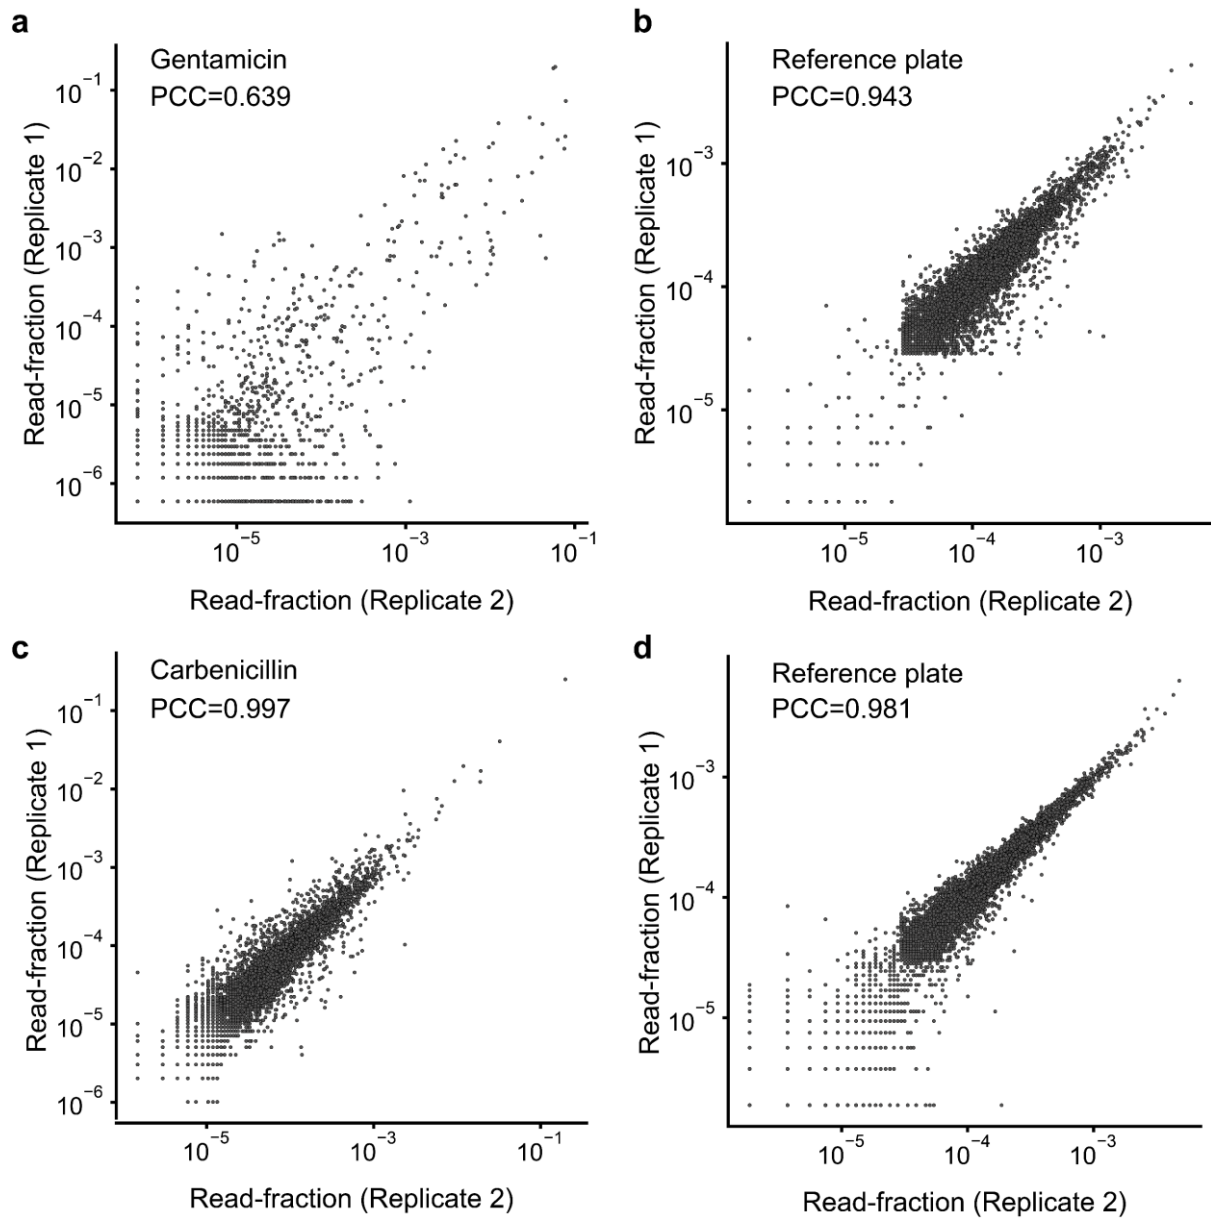 a
Gentamicin
PCC=0.639
Read-fraction (Replicate 1)
10⁻¹
10⁻²
10⁻³
10⁻⁴
10⁻⁵
10⁻⁶
10⁻⁵
10⁻³
10⁻¹
Read-fraction (Replicate 2)
b
Reference plate
PCC=0.943
Read-fraction (Replicate 1)
10⁻³
10⁻⁴
10⁻⁵
10⁻⁵
10⁻⁴
10⁻³
Read-fraction (Replicate 2)
c
Carbenicillin
PCC=0.997
Read-fraction (Replicate 1)
10⁻¹
10⁻²
10⁻³
10⁻⁴
10⁻⁵
10⁻⁶
10⁻⁵
10⁻³
10⁻¹
Read-fraction (Replicate 2)
d
Reference plate
PCC=0.981
Read-fraction (Replicate 1)
10⁻³
10⁻⁴
10⁻⁵
10⁻⁵
10⁻⁴
10⁻³
Read-fraction (Replicate 2)